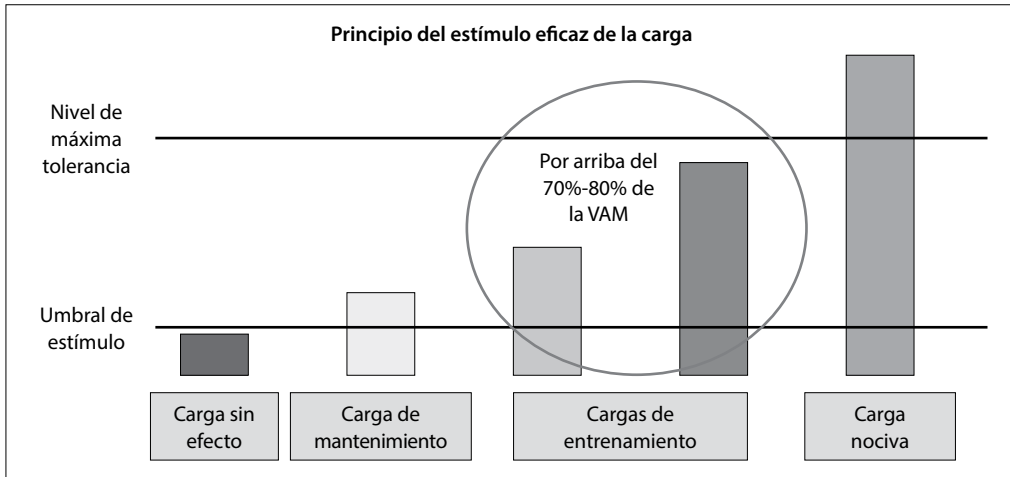 Principio del estímulo eficaz de la carga
Nivel de
máxima
tolerancia
Por arriba del
70%-80% de
la VAM
Umbral de
estímulo
Carga sin
efecto
Carga de
mantenimiento
Cargas de
entrenamiento
Carga
nociva